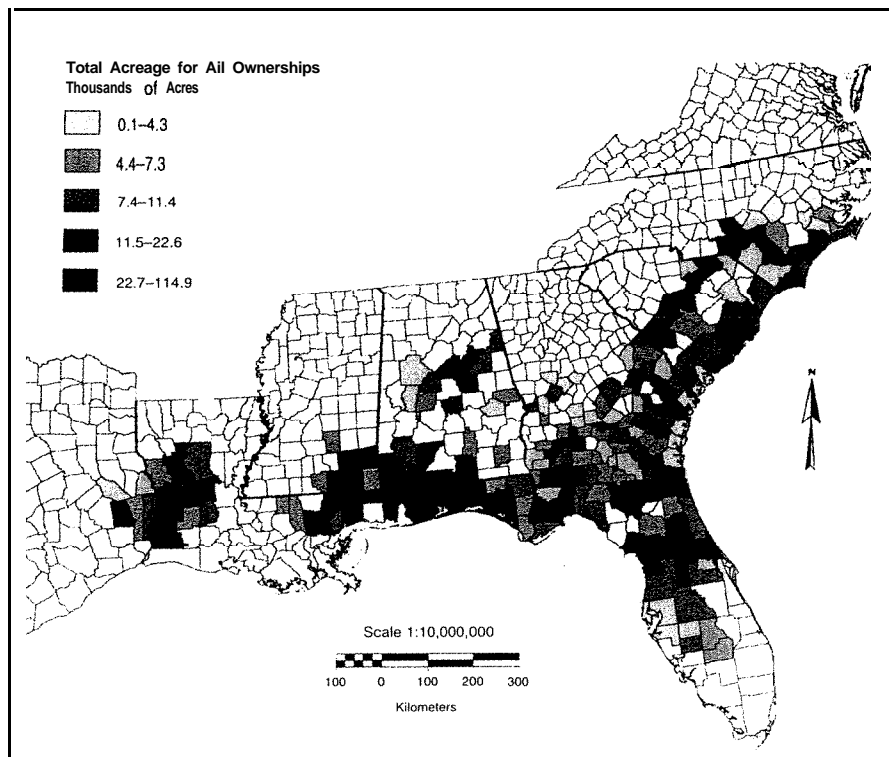 Total Acreage for Ail Ownerships
Thousands of Acres
0.1–4.3
4.4–7.3
7.4–11.4
11.5–22.6
22.7–114.9
N
Scale 1:10,000,000
100 0 100 200 300
Kilometers